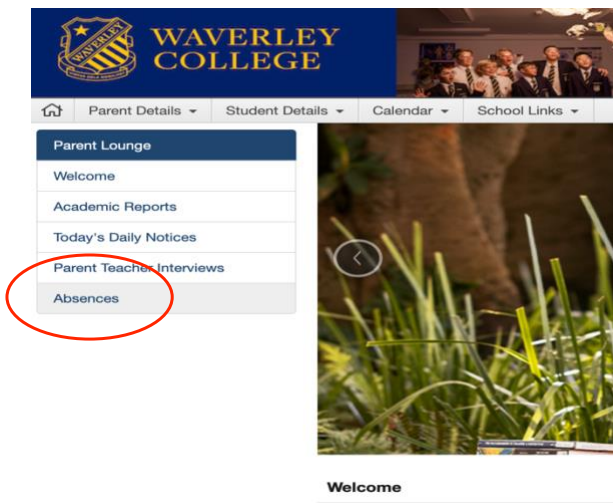 WAVERLEY
COLLEGE
WAVERLEY
Parent Details
Student Details
Calendar
School Links
Parent Lounge
Welcome
Academic Reports
Today's Daily Notices
Parent Teacher Interviews
Absences
Welcome